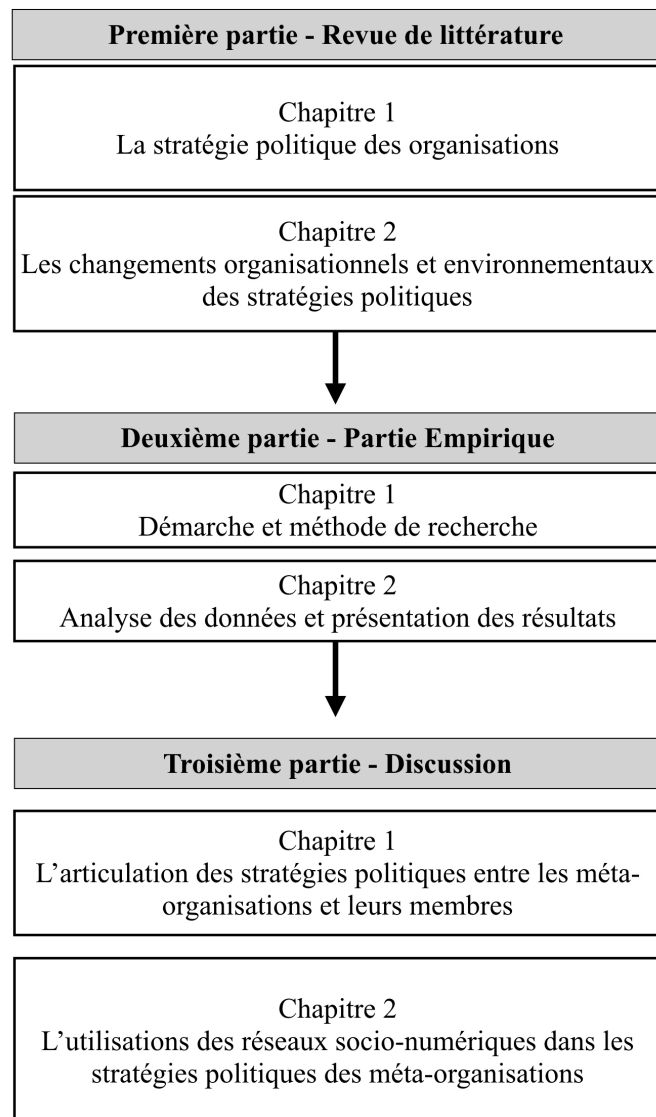 Première partie - Revue de littérature
Chapitre 1
La stratégie politique des organisations
Chapitre 2
Les changements organisationnels et environnementaux
des stratégies politiques
Deuxième partie - Partie Empirique
Chapitre 1
Démarche et méthode de recherche
Chapitre 2
Analyse des données et présentation des résultats
Troisième partie - Discussion
Chapitre 1
L’articulation des stratégies politiques entre les méta-
organisations et leurs membres
Chapitre 2
L’utilisations des réseaux socio-numériques dans les
stratégies politiques des méta-organisations